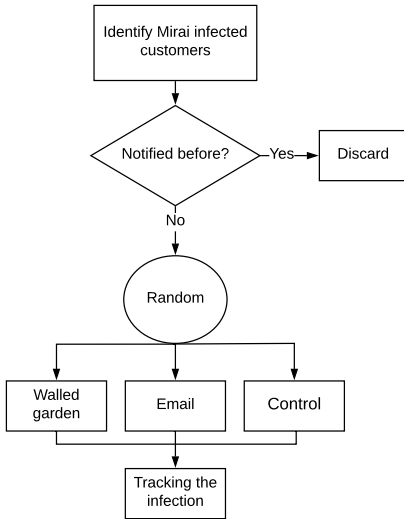 Identify Mirai infected
customers
Notified before?
Yes
Discard
No
Random
Walled
garden
Email
Control
Tracking the
infection